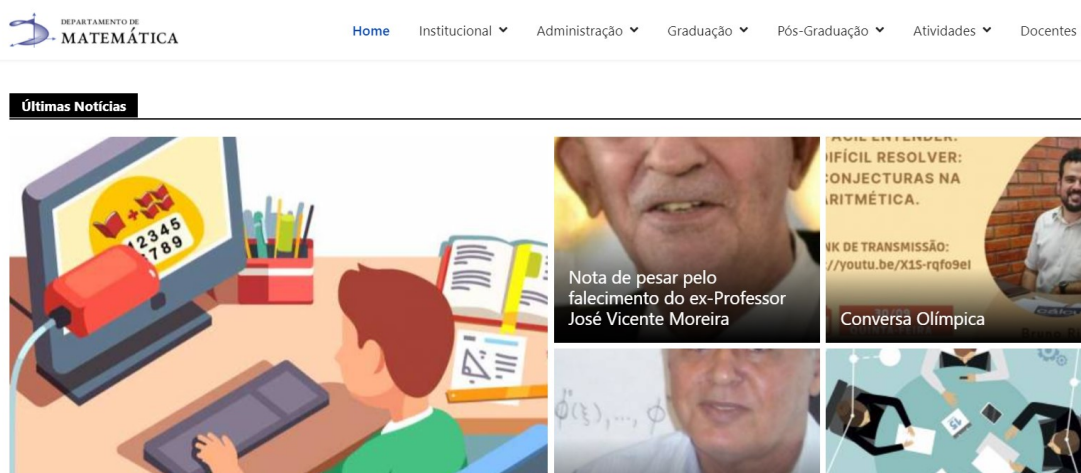 DEPARTAMENTO DE
MATEMÁTICA
Home Institucional Administração Graduação Pós-Graduação Atividades Docentes
Últimas Notícias
12345
789
FÁCIL ENTENDER.
DIFÍCIL RESOLVER:
CONJECTURAS NA
ARITMÉTICA.
NK DE TRANSMISSÃO:
://youtu.be/X1S-rqfo9eI
Nota de pesar pelo
falecimento do ex-Professor
José Vicente Moreira
Conversa Olímpica
15